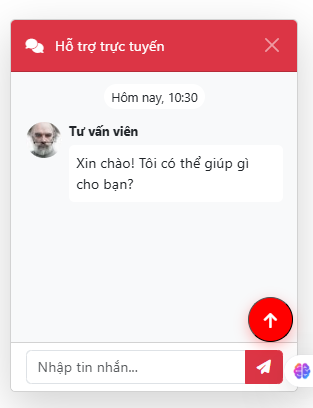 Hỗ trợ trực tuyến
Hôm nay, 10:30
Tư vấn viên
Xin chào! Tôi có thể giúp gì
cho bạn?
Nhập tin nhắn...